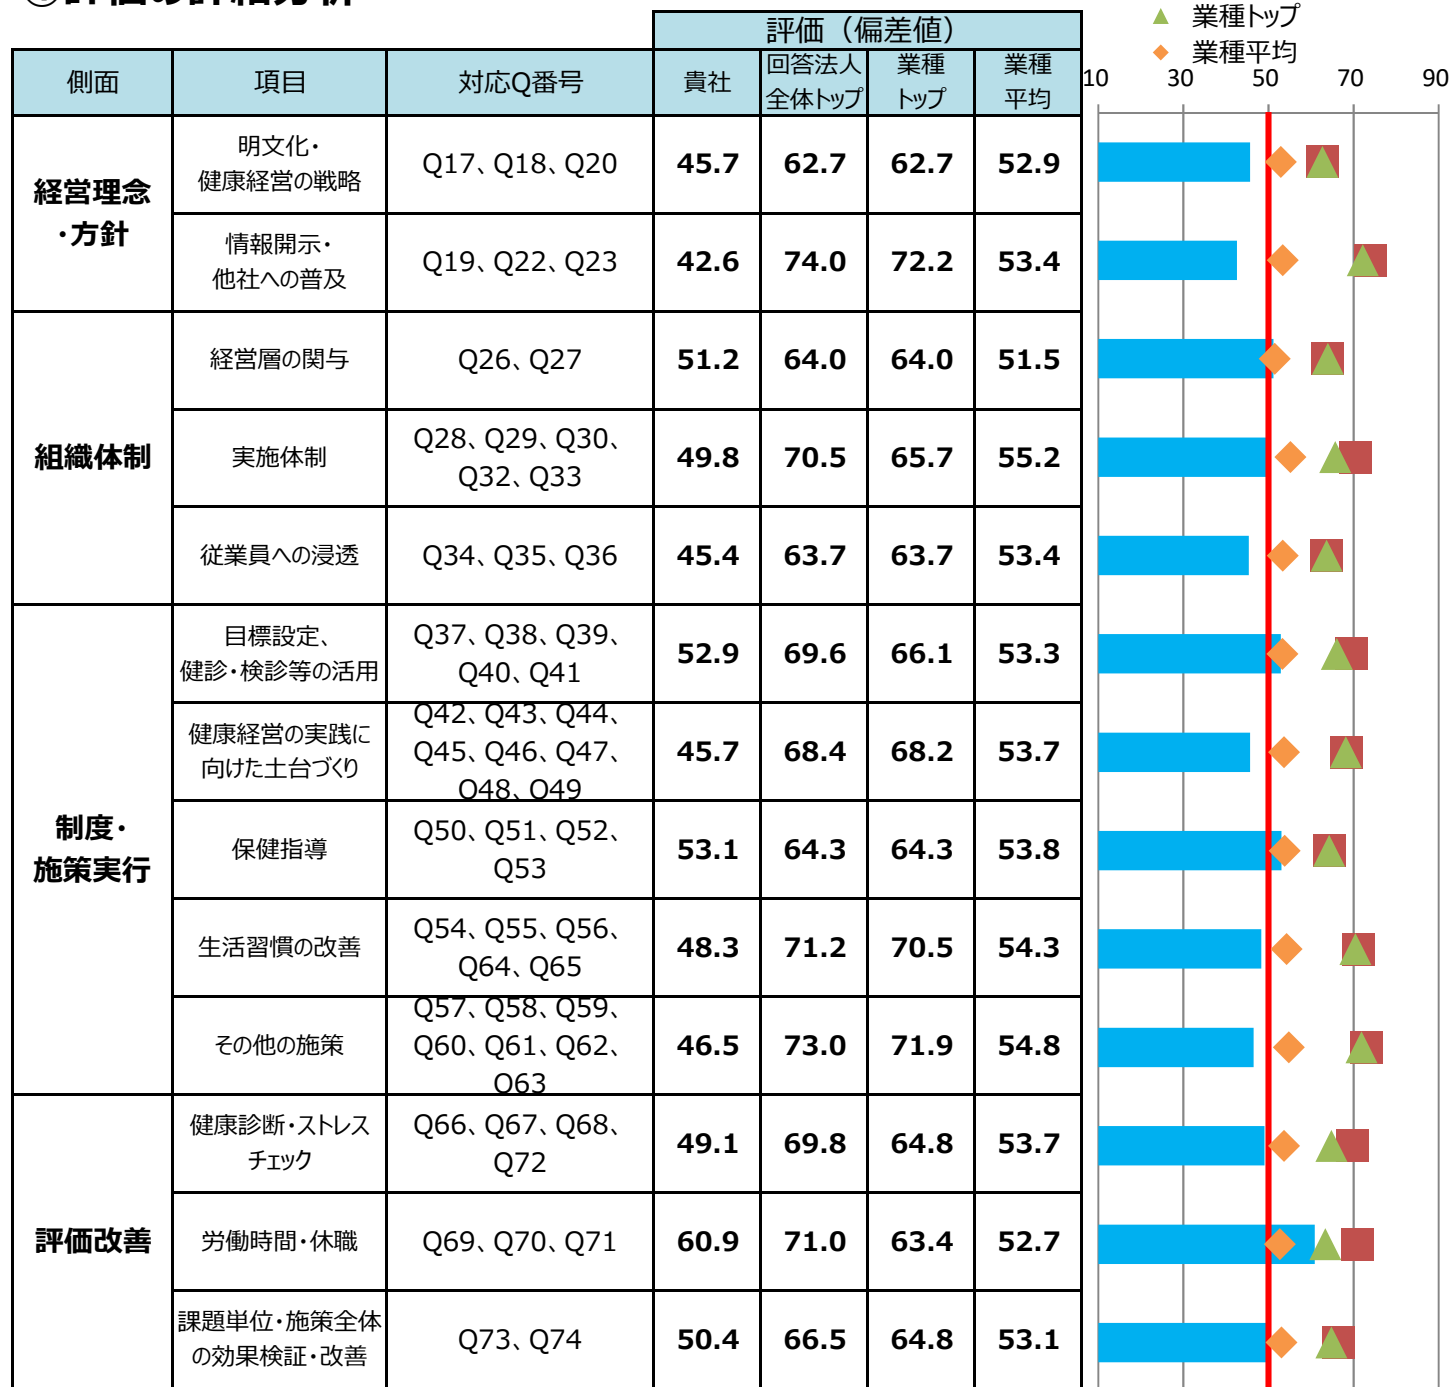 ①評価の詳細分析
▲ 業種トップ
◆ 業種平均
評価（偏差値）
側面 項目 対応Q番号 貴社 回答法人全体トップ 業種トップ 業種平均
10 30 50 70 90
経営理念・方針
明文化・健康経営の戦略 Q17、Q18、Q20 45.7 62.7 62.7 52.9
情報開示・他社への普及 Q19、Q22、Q23 42.6 74.0 72.2 53.4
組織体制
経営層の関与 Q26、Q27 51.2 64.0 64.0 51.5
実施体制 Q28、Q29、Q30、Q32、Q33 49.8 70.5 65.7 55.2
従業員への浸透 Q34、Q35、Q36 45.4 63.7 63.7 53.4
制度・施策実行
目標設定、健診・検診等の活用 Q37、Q38、Q39、Q40、Q41 52.9 69.6 66.1 53.3
健康経営の実践に向けた土台づくり Q42、Q43、Q44、Q45、Q46、Q47、Q48、Q49 45.7 68.4 68.2 53.7
保健指導 Q50、Q51、Q52、Q53 53.1 64.3 64.3 53.8
生活習慣の改善 Q54、Q55、Q56、Q64、Q65 48.3 71.2 70.5 54.3
その他の施策 Q57、Q58、Q59、Q60、Q61、Q62、Q63 46.5 73.0 71.9 54.8
評価改善
健康診断・ストレスチェック Q66、Q67、Q68、Q72 49.1 69.8 64.8 53.7
労働時間・休職 Q69、Q70、Q71 60.9 71.0 63.4 52.7
課題単位・施策全体の効果検証・改善 Q73、Q74 50.4 66.5 64.8 53.1